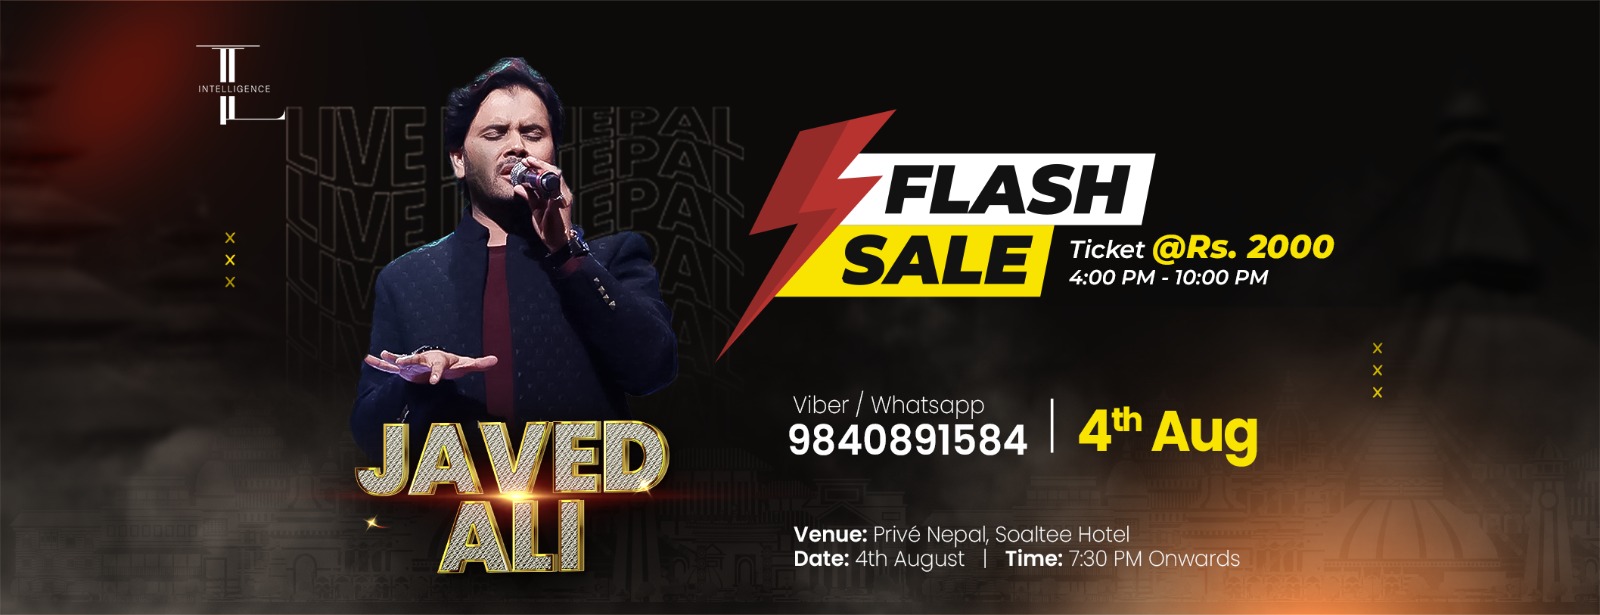 INTELLIGENCE
LIVE
NEPAL
JAVED
ALI
FLASH
SALE
Ticket @Rs. 2000
4:00 PM - 10:00 PM
Viber / Whatsapp
9840891584
4th Aug
Venue: Privé Nepal, Soaltee Hotel
Date: 4th August | Time: 7:30 PM Onwards